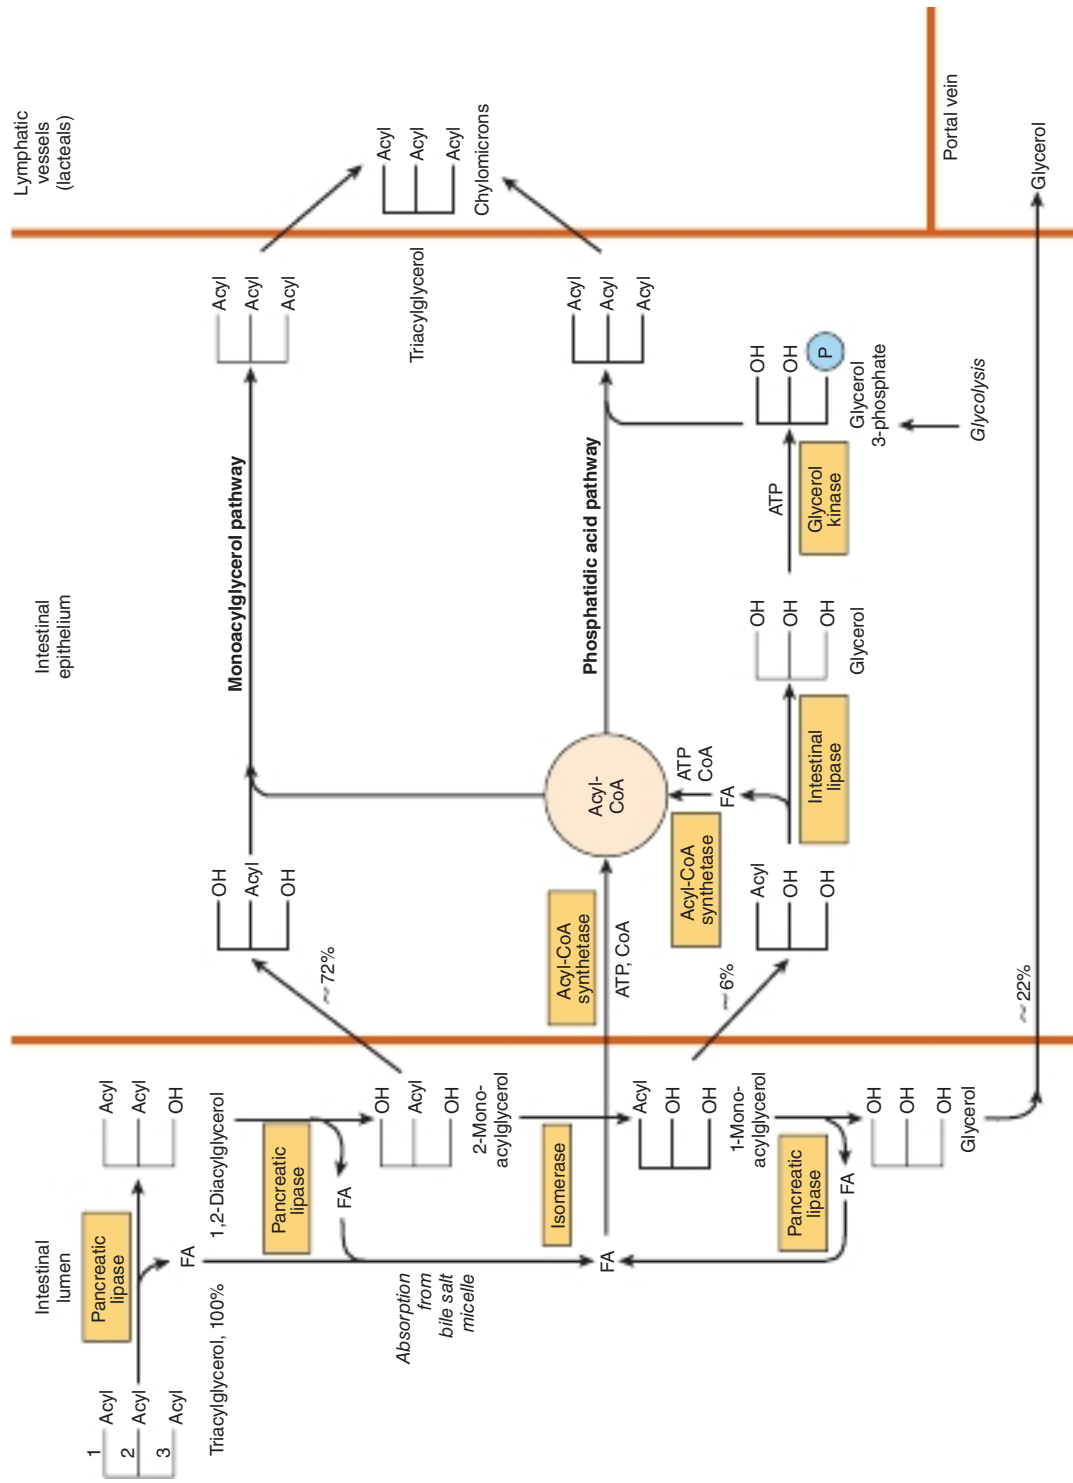 Intestinal
lumen
Intestinal
epithelium
Lymphatic
vessels
(lacteals)
1
2
3
Acyl
Acyl
Acyl
Triacylglycerol, 100%
Pancreatic
lipase
FA
Acyl
Acyl
OH
1,2-Diacylglycerol
Pancreatic
lipase
FA
Absorption
from
bile salt
micelle
OH
Acyl
OH
2-Mono-
acylglycerol
~72%
OH
Acyl
OH
Monoacylglycerol pathway
Acyl
Acyl
Acyl
Triacylglycerol
Acyl
Acyl
Acyl
Chylomicrons
Isomerase
FA
Acyl-CoA
synthetase
ATP, CoA
Acyl-
CoA
Phosphatidic acid pathway
Acyl
Acyl
Acyl
Acyl
OH
OH
1-Mono-
acylglycerol
~6%
Acyl-CoA
synthetase
ATP
CoA
FA
Acyl
OH
OH
Intestinal
lipase
OH
OH
OH
Glycerol
ATP
Glycerol
kinase
OH
OH
P
Glycerol
3-phosphate
Glycolysis
Pancreatic
lipase
FA
OH
OH
OH
Glycerol
~22%
Portal vein
Glycerol